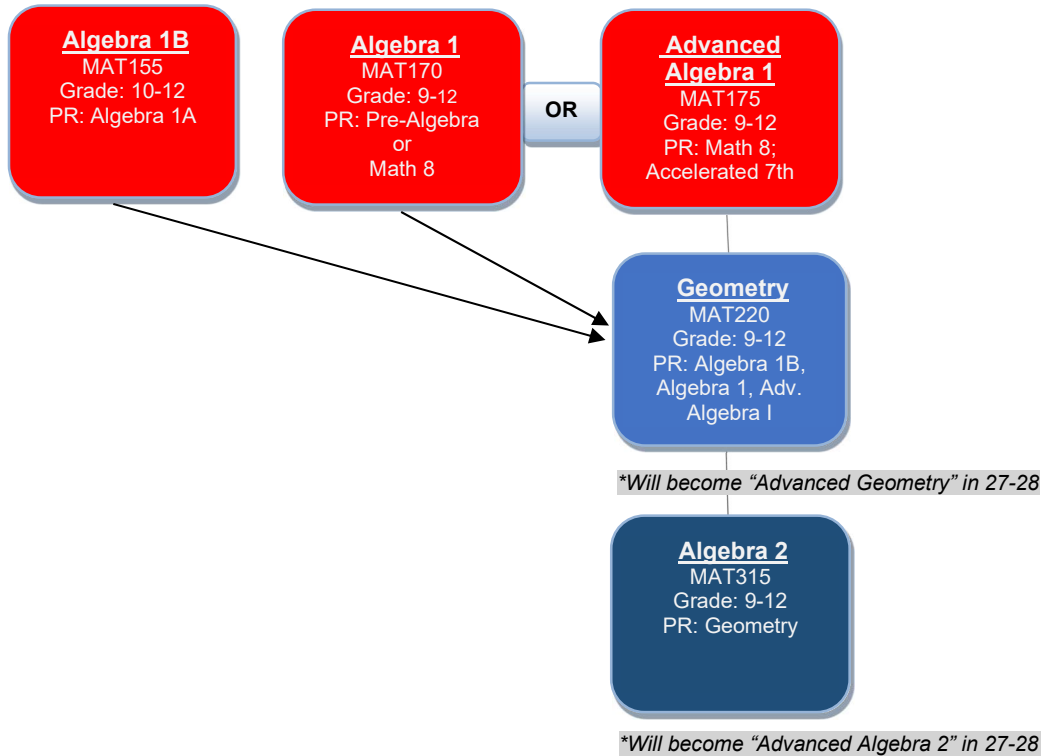 Algebra 1B
MAT155
Grade: 10-12
PR: Algebra 1A
Algebra 1
MAT170
Grade: 9-12
PR: Pre-Algebra
or
Math 8
OR
Advanced
Algebra 1
MAT175
Grade: 9-12
PR: Math 8;
Accelerated 7th
Geometry
MAT220
Grade: 9-12
PR: Algebra 1B,
Algebra 1, Adv.
Algebra I
*Will become “Advanced Geometry” in 27-28
Algebra 2
MAT315
Grade: 9-12
PR: Geometry
*Will become “Advanced Algebra 2” in 27-28